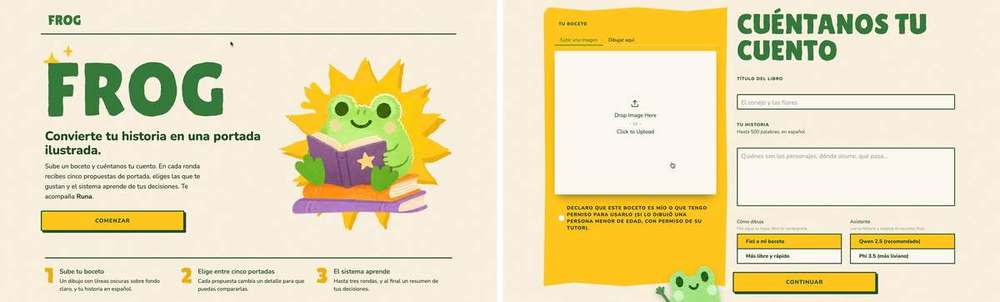 FROG
FROG
Convierte tu historia en una portada
ilustrada.
Sube un boceto y cuéntanos tu cuento. En cada ronda
recibes cinco propuestas de portada, eliges las que te
gustan y el sistema aprende de tus decisiones. Te
acompaña Runa.
COMENZAR
1 Sube tu boceto
Un dibujo con líneas oscuras sobre fondo
claro, y tu historia en español.
2 Elige entre cinco portadas
Cada propuesta cambia un detalle para que
puedas compararlas.
3 El sistema aprende
Hasta tres rondas, y al final un resumen de
tus decisiones.
TU BOCETO
Subir una imagen
Dibujar aquí
Drop Image Here
- or -
Click to Upload
DECLARO QUE ESTE BOCETO ES MÍO O QUE TENGO
PERMISO PARA USARLO (SI LO DIBUJÓ UNA
PERSONA MENOR DE EDAD, CON PERMISO DE SU
TUTOR).
CUÉNTANOS TU
CUENTO
TÍTULO DEL LIBRO
El conejo y las flores
TU HISTORIA
Hasta 500 palabras, en español
Quiénes son los personajes, dónde ocurre, qué pasa...
Cómo dibuja
Fiel a mi boceto
Más libre y rápido
Asistente
Qwen 2.5 (recomendado)
Phi 3.5 (más liviano)
CONTINUAR